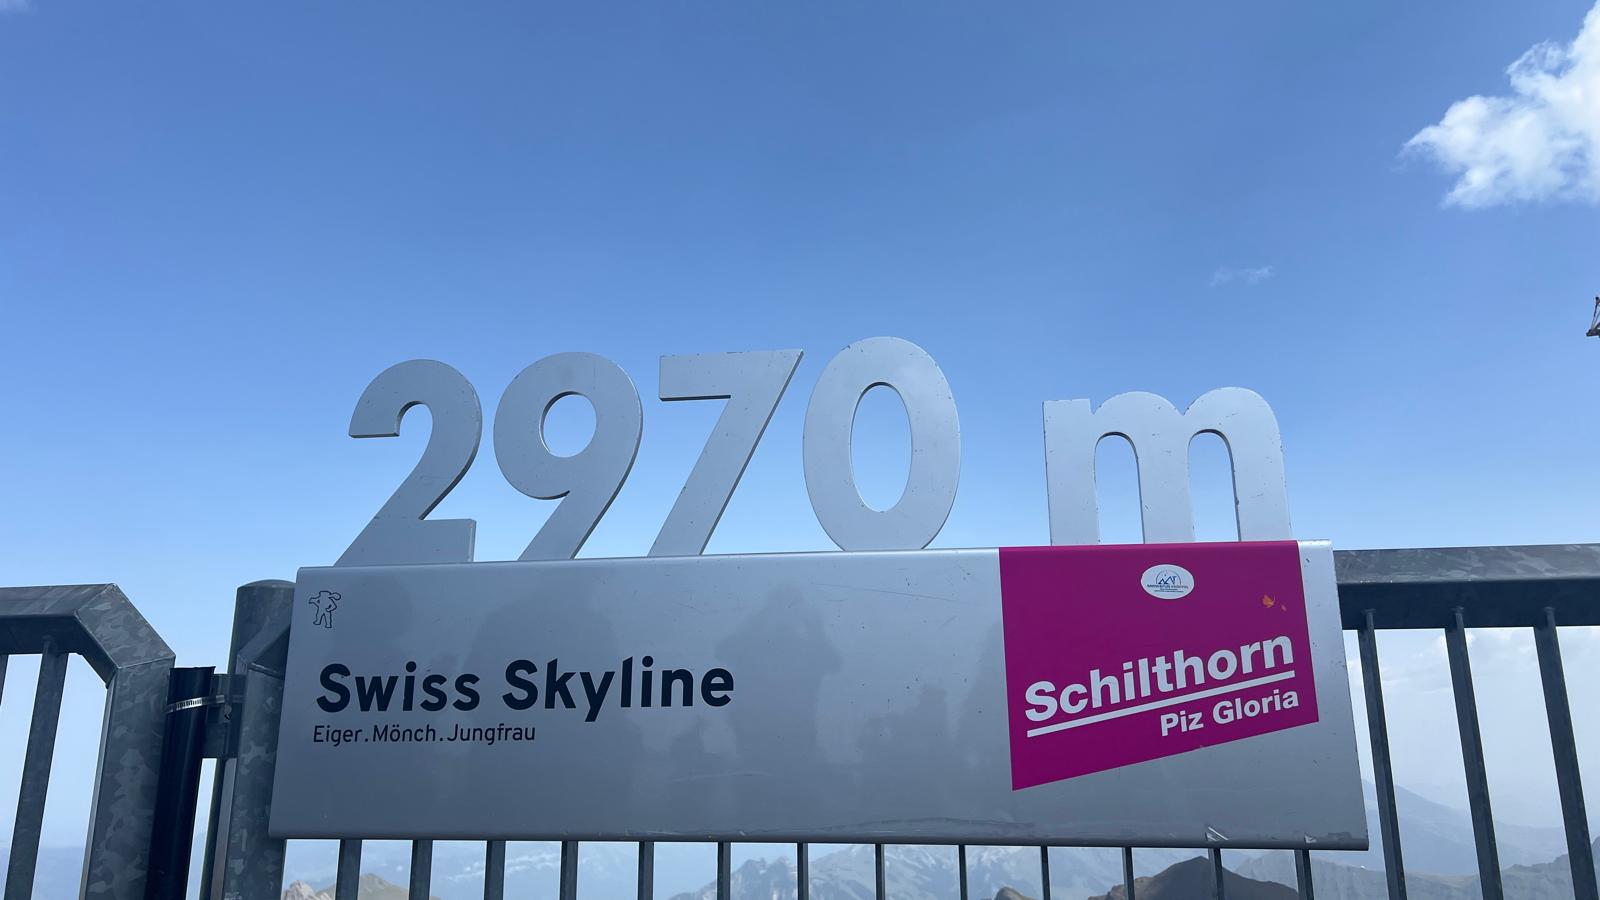 2970 m
Swiss Skyline
Eiger.Mönch.Jungfrau
Schilthorn
Piz Gloria